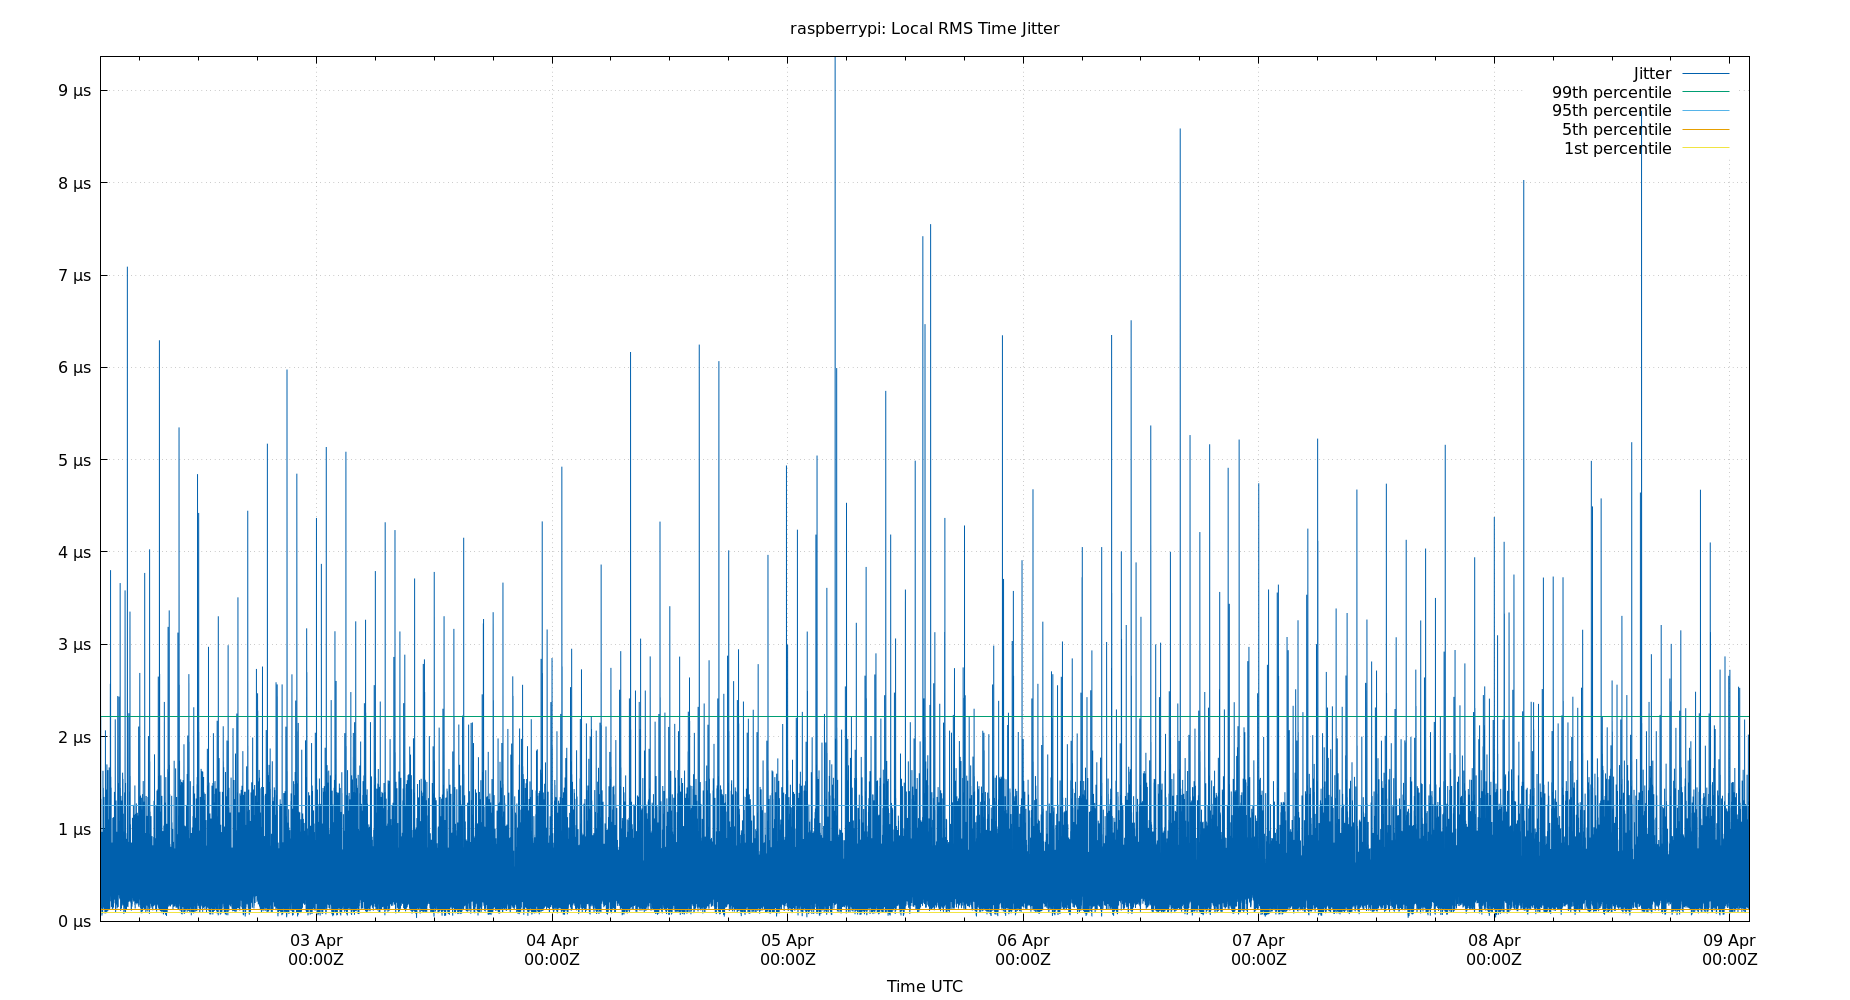 raspberrypi: Local RMS Time Jitter
Jitter
99th percentile
95th percentile
5th percentile
1st percentile
9 µs
8 µs
7 µs
6 µs
5 µs
4 µs
3 µs
2 µs
1 µs
0 µs
03 Apr 04 Apr 05 Apr 06 Apr 07 Apr 08 Apr 09 Apr
00:00Z 00:00Z 00:00Z 00:00Z 00:00Z 00:00Z 00:00Z
Time UTC